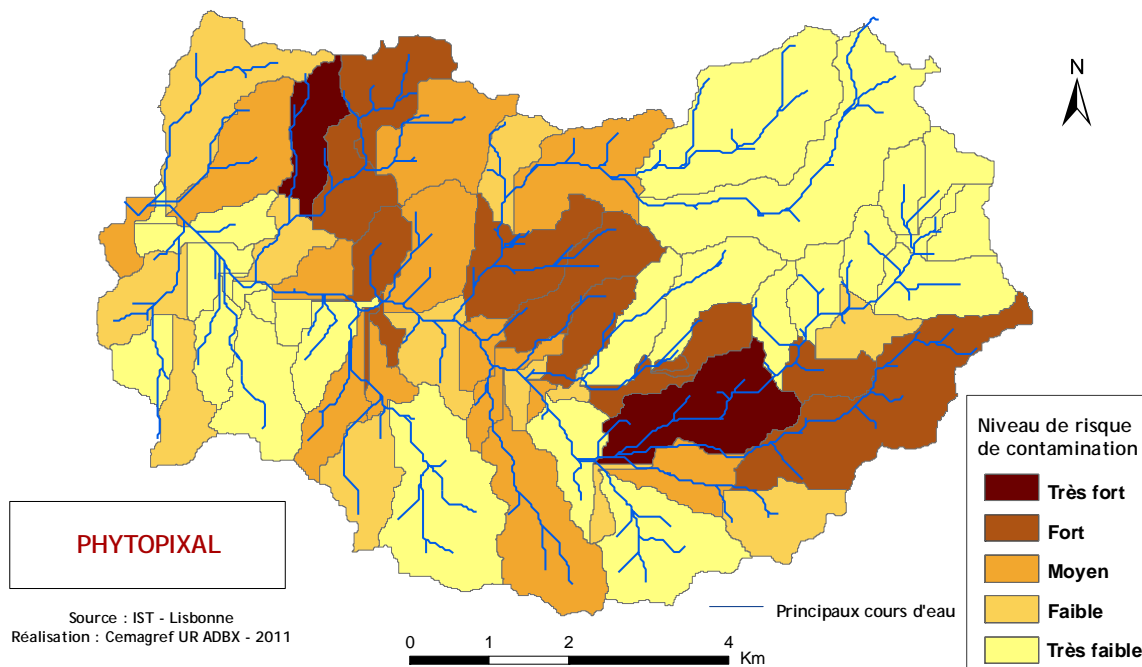 N
Niveau de risque
de contamination
Très fort
Fort
Moyen
Faible
Très faible
PHYTOPIXAL
Source : IST - Lisbonne
Réalisation : Cemagref UR ADBX - 2011
Principaux cours d'eau
0 1 2 4
Km